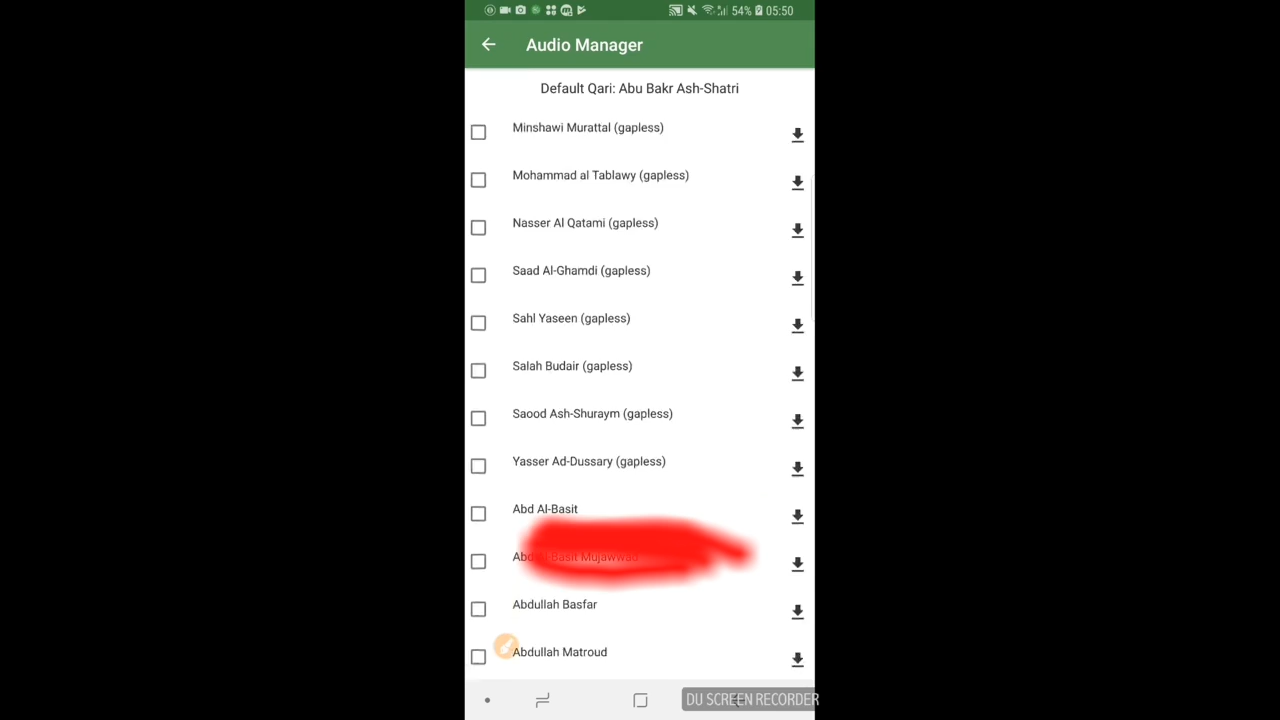 54% 05:50
Audio Manager
Default Qari: Abu Bakr Ash-Shatri
Minshawi Murattal (gapless)
Mohammad al Tablawy (gapless)
Nasser Al Qatami (gapless)
Saad Al-Ghamdi (gapless)
Sahl Yaseen (gapless)
Salah Budair (gapless)
Saood Ash-Shuraym (gapless)
Yasser Ad-Dussary (gapless)
Abd Al-Basit
Basit Mujawwad
Abdullah Basfar
Abdullah Matroud
DU SCREEN RECORDER